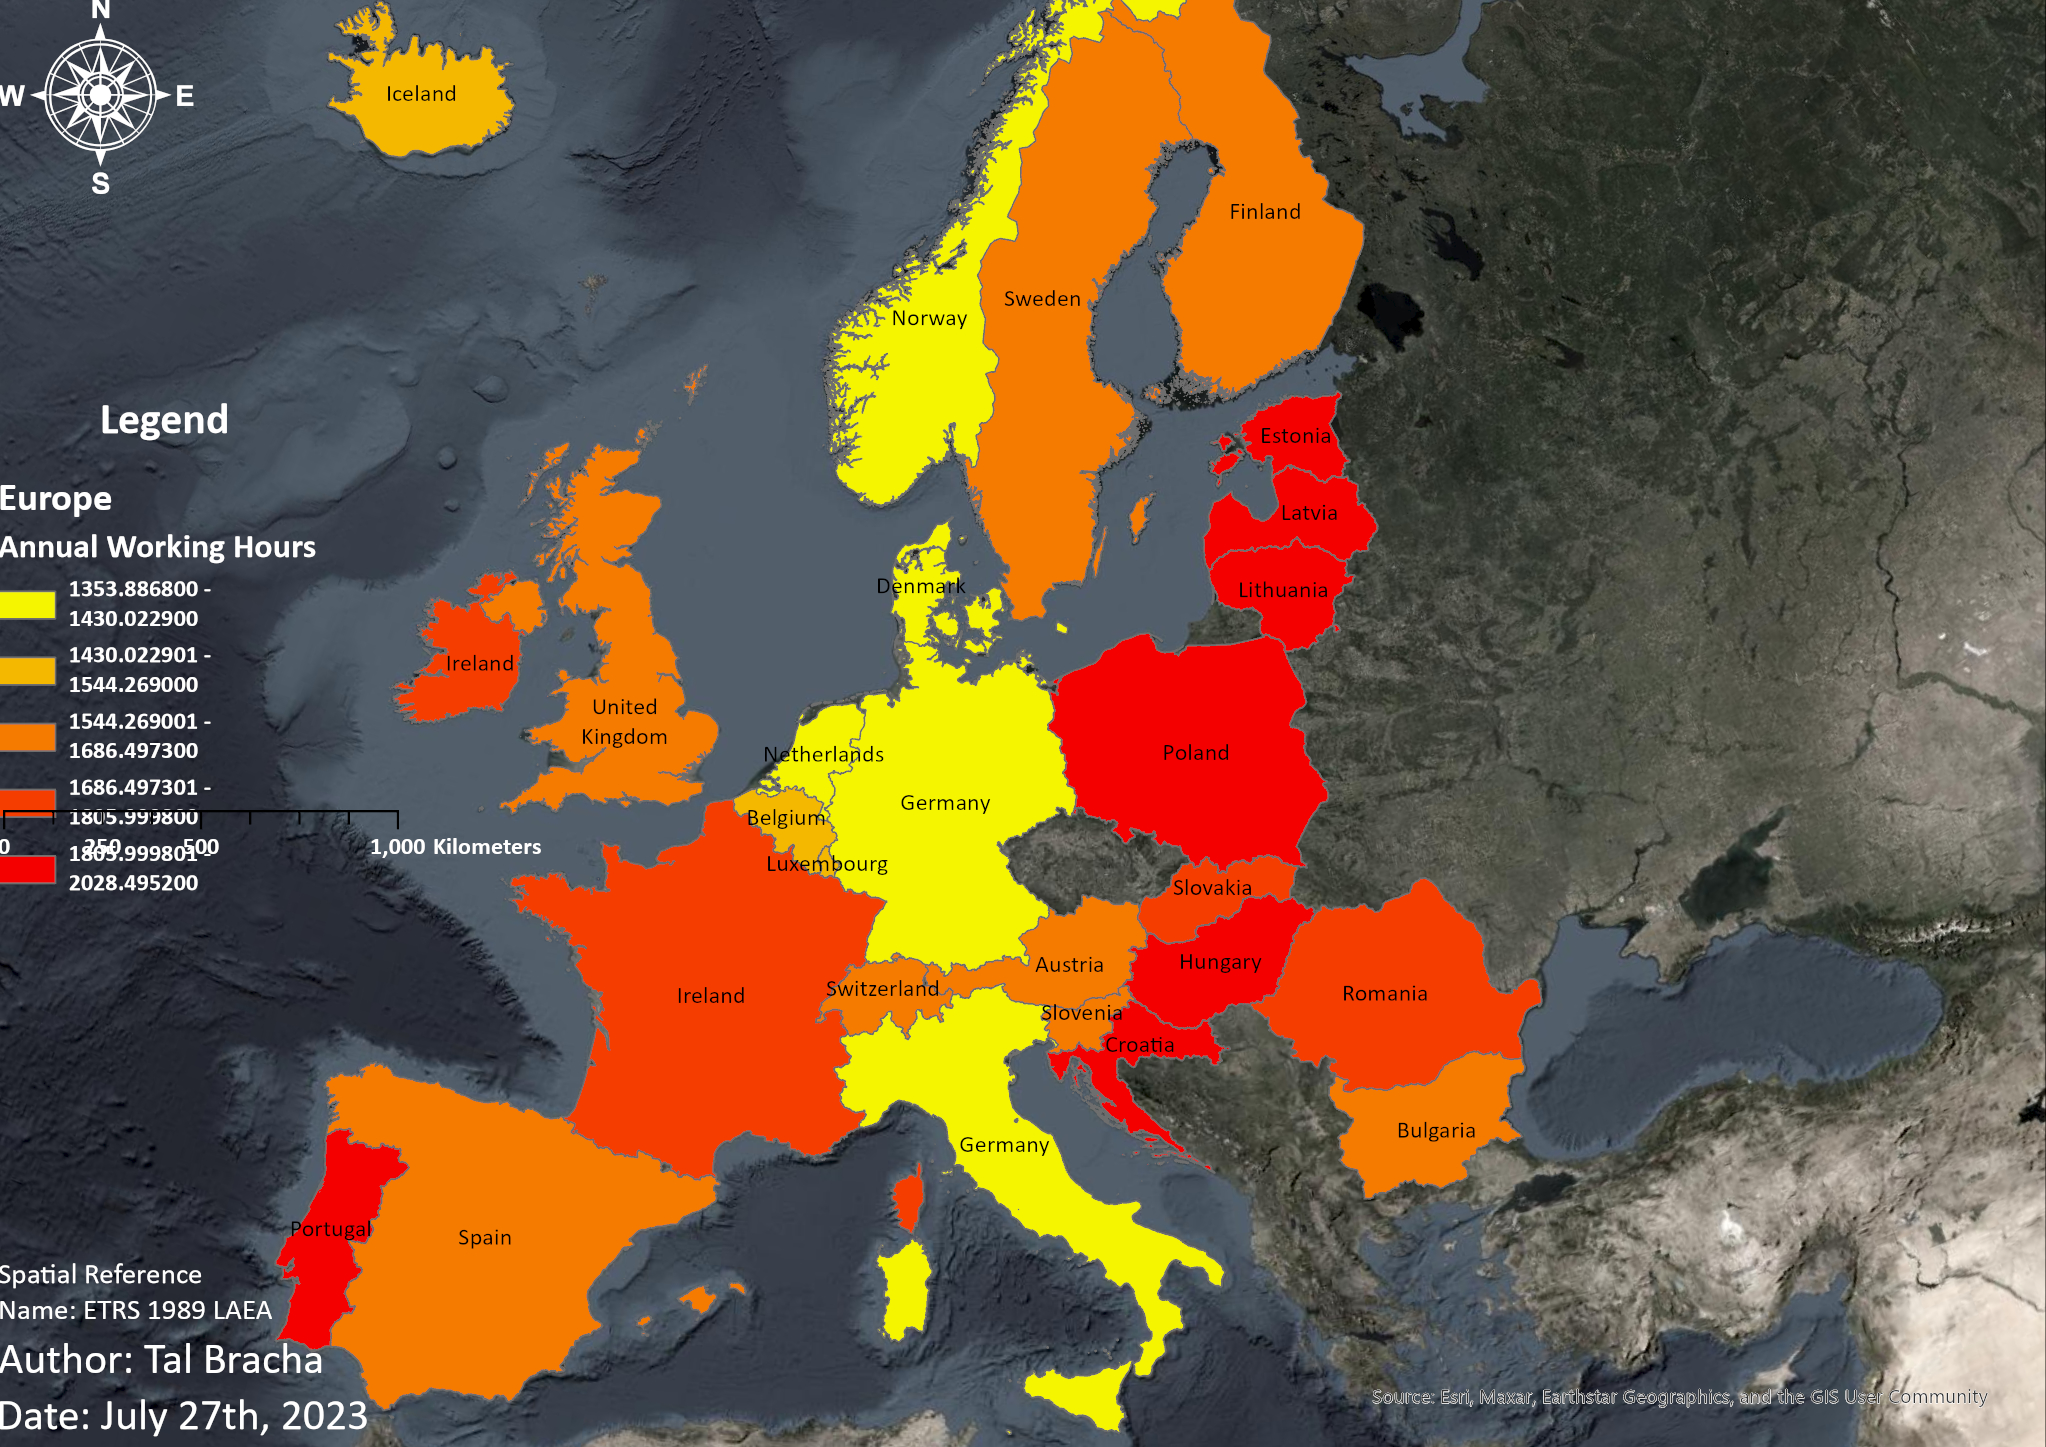 N
W
E
S
Iceland
Finland
Sweden
Norway
Legend
Estonia
Europe
Latvia
Annual Working Hours
1353.886800 -
1430.022900
Denmark
Lithuania
1430.022901 -
1544.269000
Ireland
United
Kingdom
1544.269001 -
1686.497300
Netherlands
Poland
1686.497301 -
1805.999800
Germany
Belgium
0 250 500 1,000 Kilometers
1805.999801 -
2028.495200
Luxembourg
Slovakia
Austria
Hungary
Switzerland
Ireland
Romania
Slovenia
Croatia
Bulgaria
Germany
Portugal
Spain
Spatial Reference
Name: ETRS 1989 LAEA
Author: Tal Bracha
Date: July 27th, 2023
Source: Esri, Maxar, Earthstar Geographics, and the GIS User Community